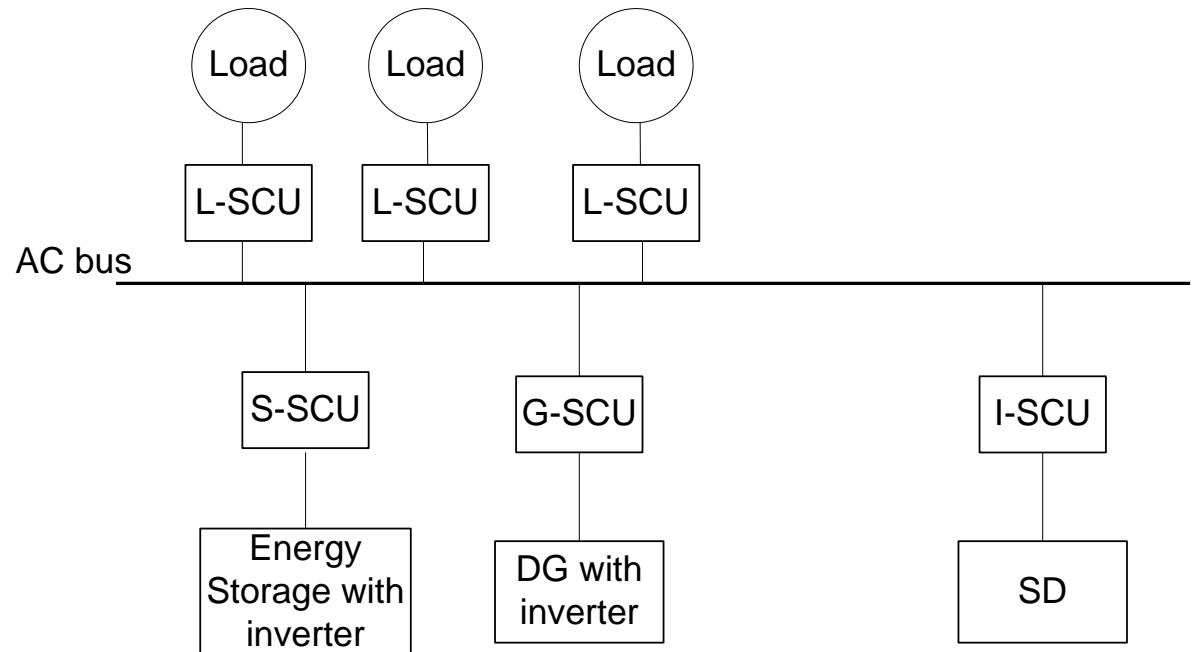 Load
Load
Load
L-SCU
L-SCU
L-SCU
AC bus
S-SCU
G-SCU
I-SCU
Energy
Storage with
inverter
DG with
inverter
SD